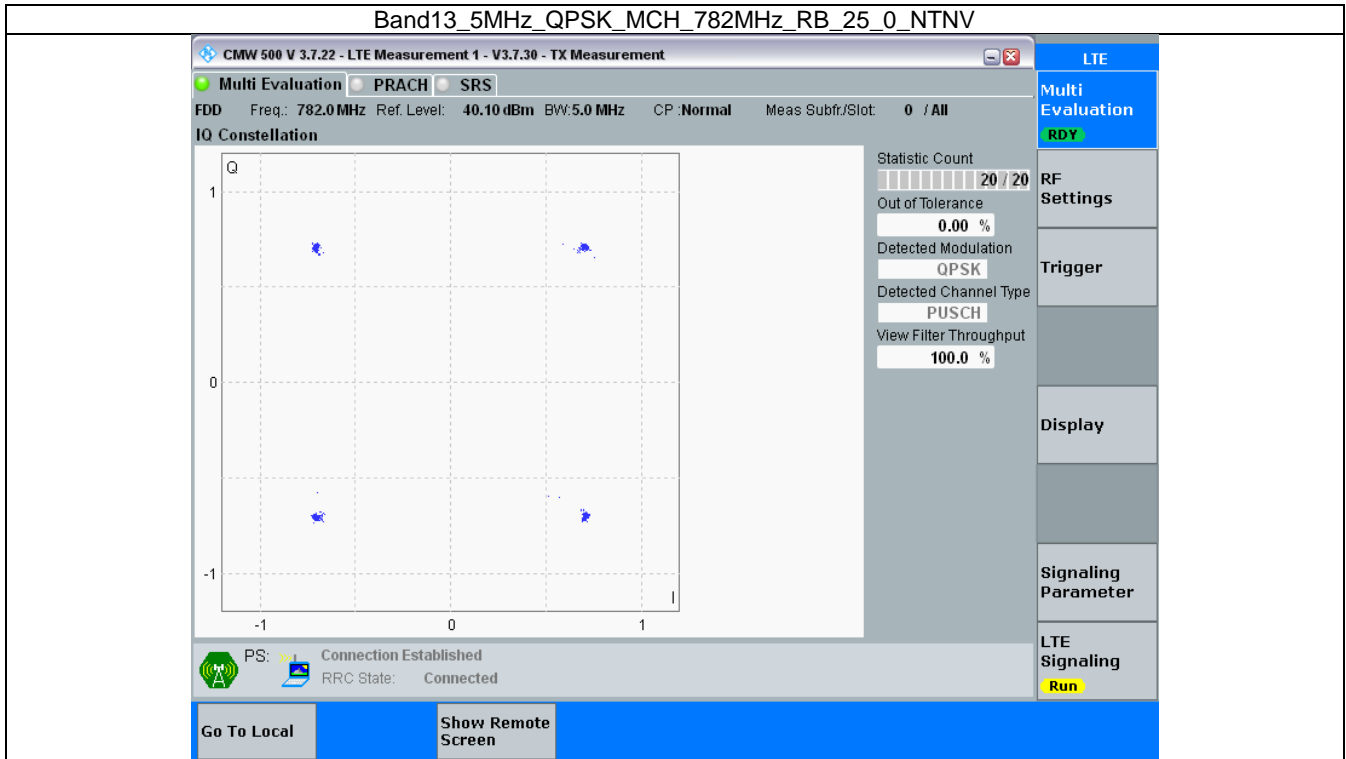 Band13_5MHz_QPSK_MCH_782MHz_RB_25_0_NTNV
CMW 500 V 3.7.22 - LTE Measurement 1 - V3.7.30 - TX Measurement
LTE
Multi Evaluation PRACH SRS
Multi Evaluation
RDY
FDD Freq.: 782.0 MHz Ref. Level: 40.10 dBm BW:5.0 MHz CP :Normal Meas Subfr./Slot: 0 / All
IQ Constellation
Q
1
0
-1
I
-1 0 1
Statistic Count
20 / 20
Out of Tolerance
0.00 %
Detected Modulation
QPSK
Detected Channel Type
PUSCH
View Filter Throughput
100.0 %
RF
Settings
Trigger
Display
Signaling
Parameter
LTE
Signaling
Run
PS: Connection Established
RRC State: Connected
Go To Local
Show Remote
Screen